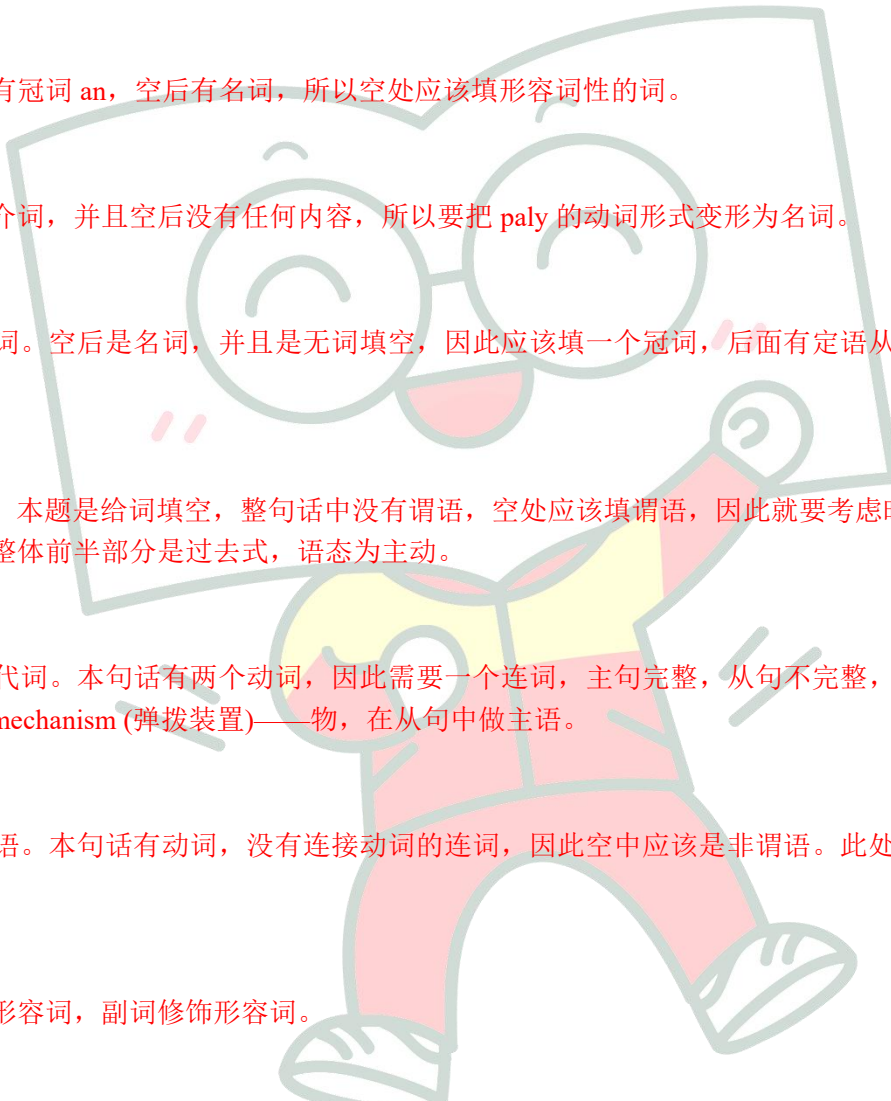 有冠词 an，空后有名词，所以空处应该填形容词性的词。
介词，并且空后没有任何内容，所以要把 paly 的动词形式变形为名词。
词。空后是名词，并且是无词填空，因此应该填一个冠词，后面有定语从
本题是给词填空，整句话中没有谓语，空处应该填谓语，因此就要考虑时
整体前半部分是过去式，语态为主动。
代词。本句话有两个动词，因此需要一个连词，主句完整，从句不完整，
mechanism (弹拨装置)——物，在从句中做主语。
语。本句话有动词，没有连接动词的连词，因此空中应该是非谓语。此处
形容词，副词修饰形容词。